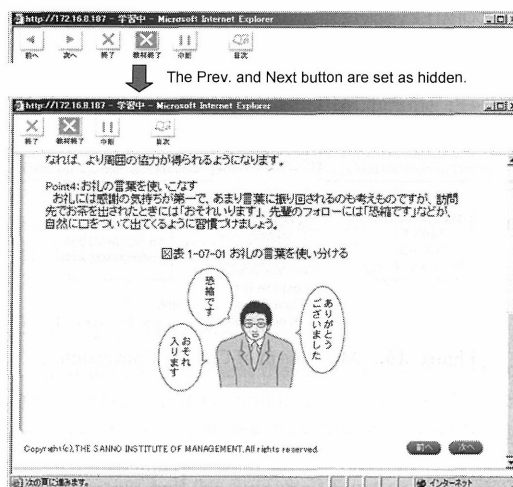 http://172.16.8.187 - 学習中 - Microsoft Internet Explorer
前へ 次へ 終了 教材終了 中断 目次
The Prev. and Next button are set as hidden.
http://172.16.8.187 - 学習中 - Microsoft Internet Explorer
終了 教材終了 中断 目次
なれば、より周囲の協力が得られるようになります。
Point4:お礼の言葉を使いこなす
お礼には感謝の気持ちが第一で、あまり言葉に振り回されるのも考えものですが、訪問
先でお茶を出されたときには「おそれいります」、先輩のフォローには「恐縮です」などが、
自然に口をついて出てくるように習慣づけましょう。
図表 1-07-01 お礼の言葉を使い分ける
恐縮です
ありがとう
ございました
おそれ
入ります
Copyright(c),THE SANNO INSTITUTE OF MANAGEMENT,All rights reserved.
前へ 次へ
次の頁に進みます。 インターネット